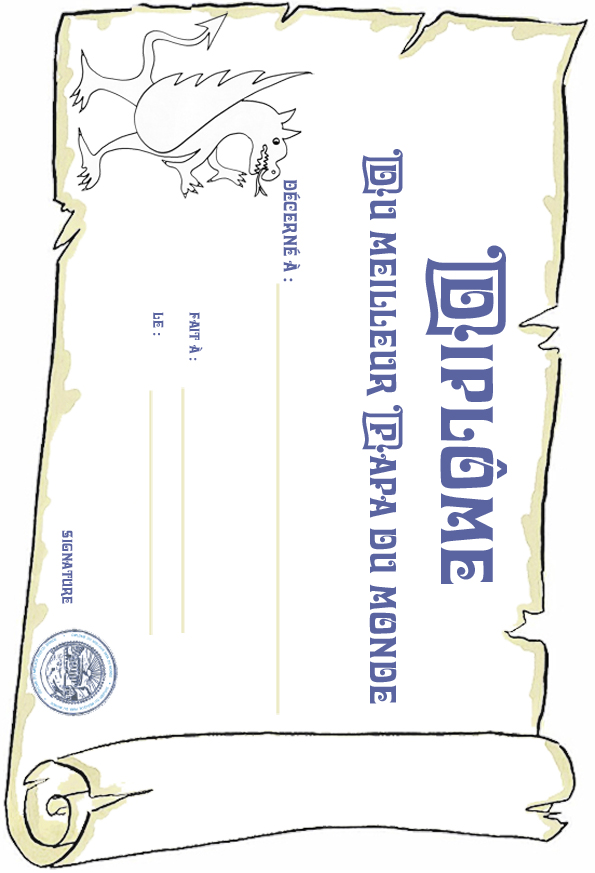 Diplôme
Du meilleur Papa du monde
Décerné à :
Fait à :
Le :
Signature